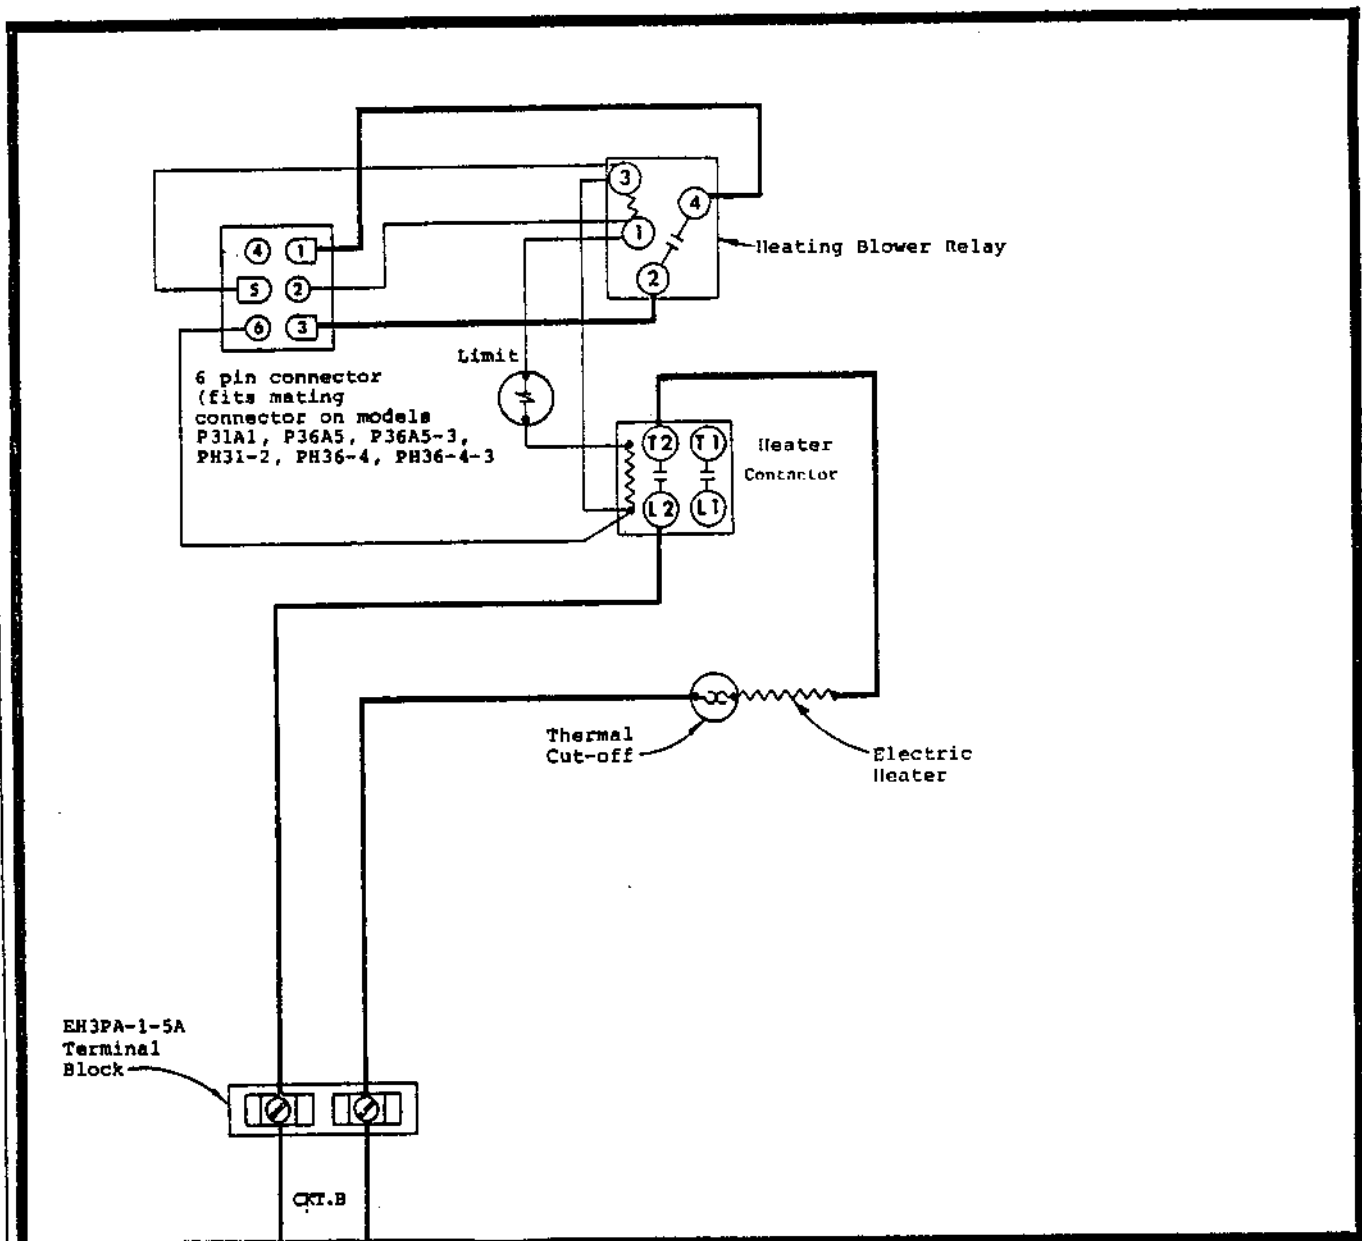 3
4
1
Heating Blower Relay
2
4 1
5 2
6 3
Limit
6 pin connector
(fits mating
connector on models
P31A1, P36A5, P36A5-3,
PH31-2, PH36-4, PH36-4-3
T2 T1
L2 L1
Heater
Contactor
Thermal
Cut-off
Electric
Heater
EH3PA-1-5A
Terminal
Block
CKT.B